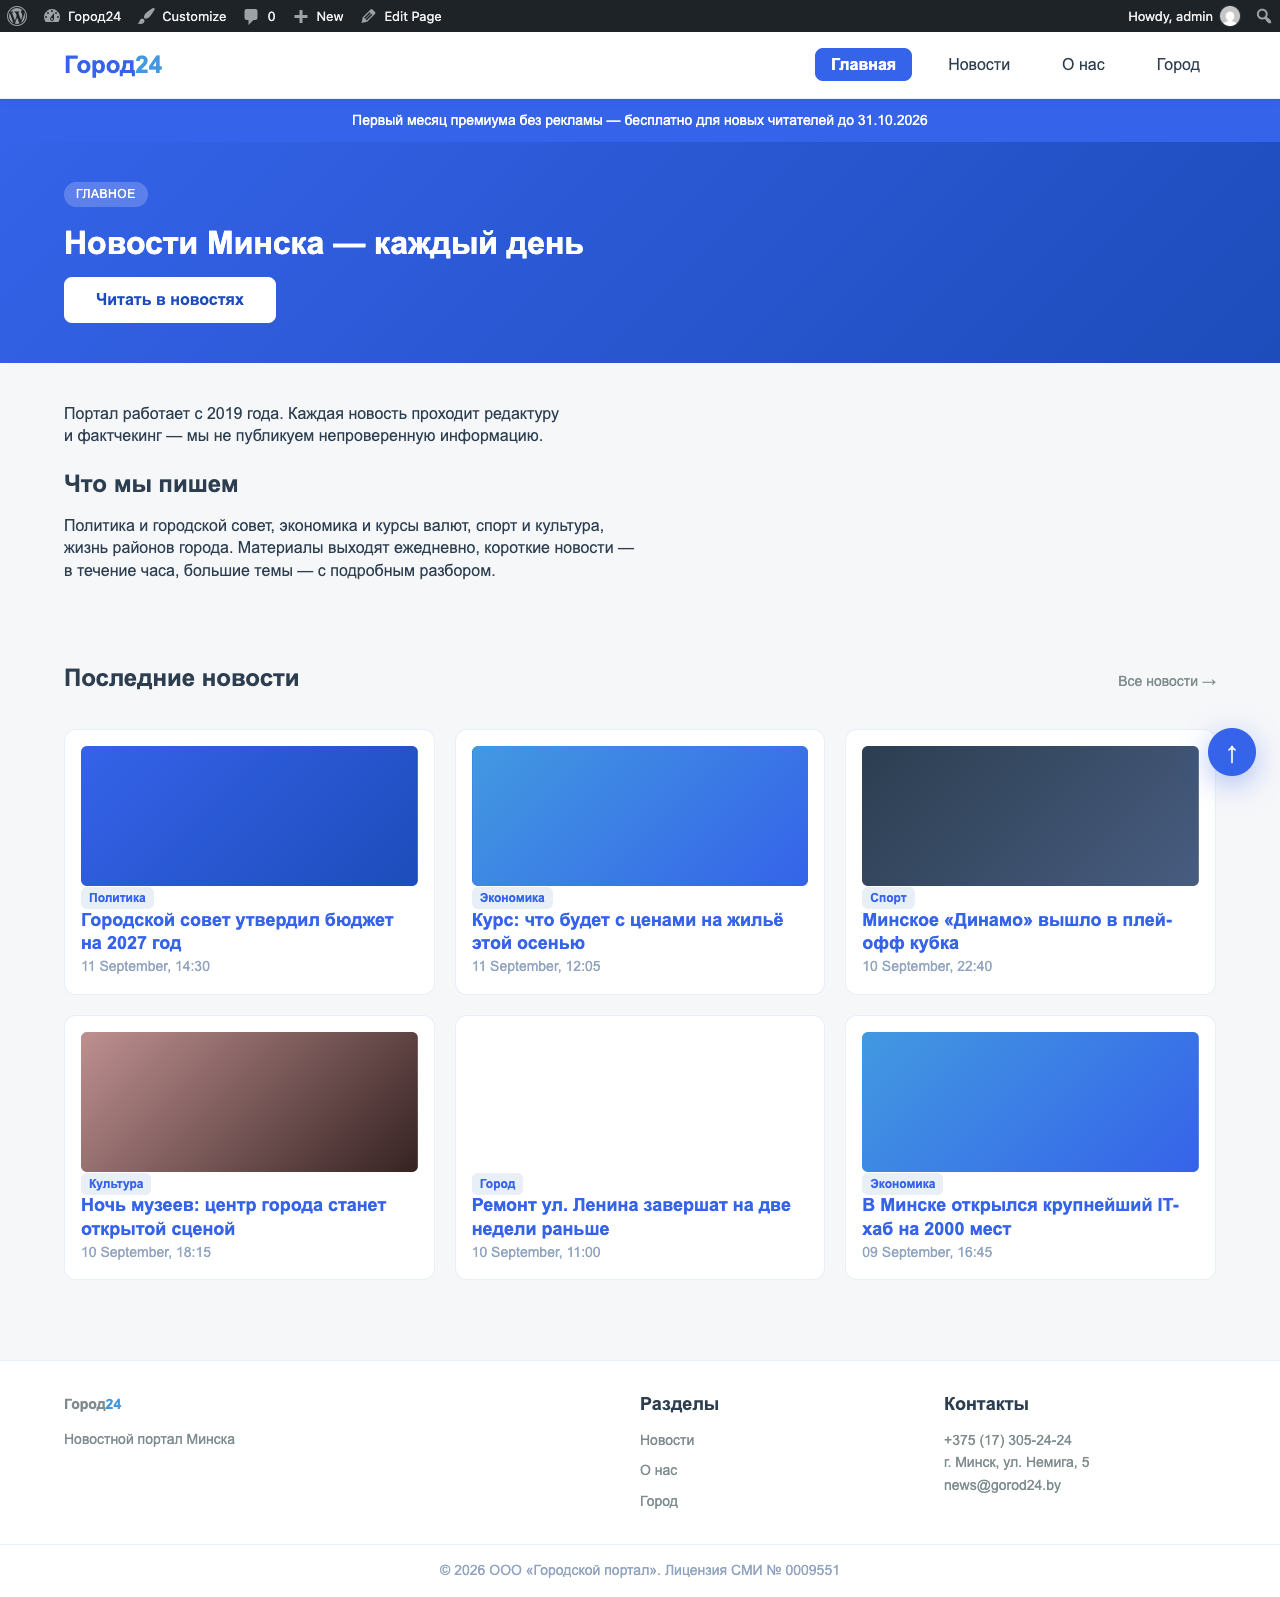 Город24
Customize
0
New
Edit Page
Howdy, admin
Город24
Главная
Новости
О нас
Город
Первый месяц премиума без рекламы — бесплатно для новых читателей до 31.10.2026
ГЛАВНОЕ
Новости Минска — каждый день
Читать в новостях
Портал работает с 2019 года. Каждая новость проходит редактуру
и фактчекинг — мы не публикуем непроверенную информацию.
Что мы пишем
Политика и городской совет, экономика и курсы валют, спорт и культура,
жизнь районов города. Материалы выходят ежедневно, короткие новости —
в течение часа, большие темы — с подробным разбором.
Последние новости
Все новости →
↑
Политика
Городской совет утвердил бюджет
на 2027 год
11 September, 14:30
Экономика
Курс: что будет с ценами на жильё
этой осенью
11 September, 12:05
Спорт
Минское «Динамо» вышло в плей-
офф кубка
10 September, 22:40
Культура
Ночь музеев: центр города станет
открытой сценой
10 September, 18:15
Город
Ремонт ул. Ленина завершат на две
недели раньше
10 September, 11:00
Экономика
В Минске открылся крупнейший IT-
хаб на 2000 мест
09 September, 16:45
Город24
Новостной портал Минска
Разделы
Новости
О нас
Город
Контакты
+375 (17) 305-24-24
г. Минск, ул. Немига, 5
news@gorod24.by
© 2026 ООО «Городской портал». Лицензия СМИ № 0009551